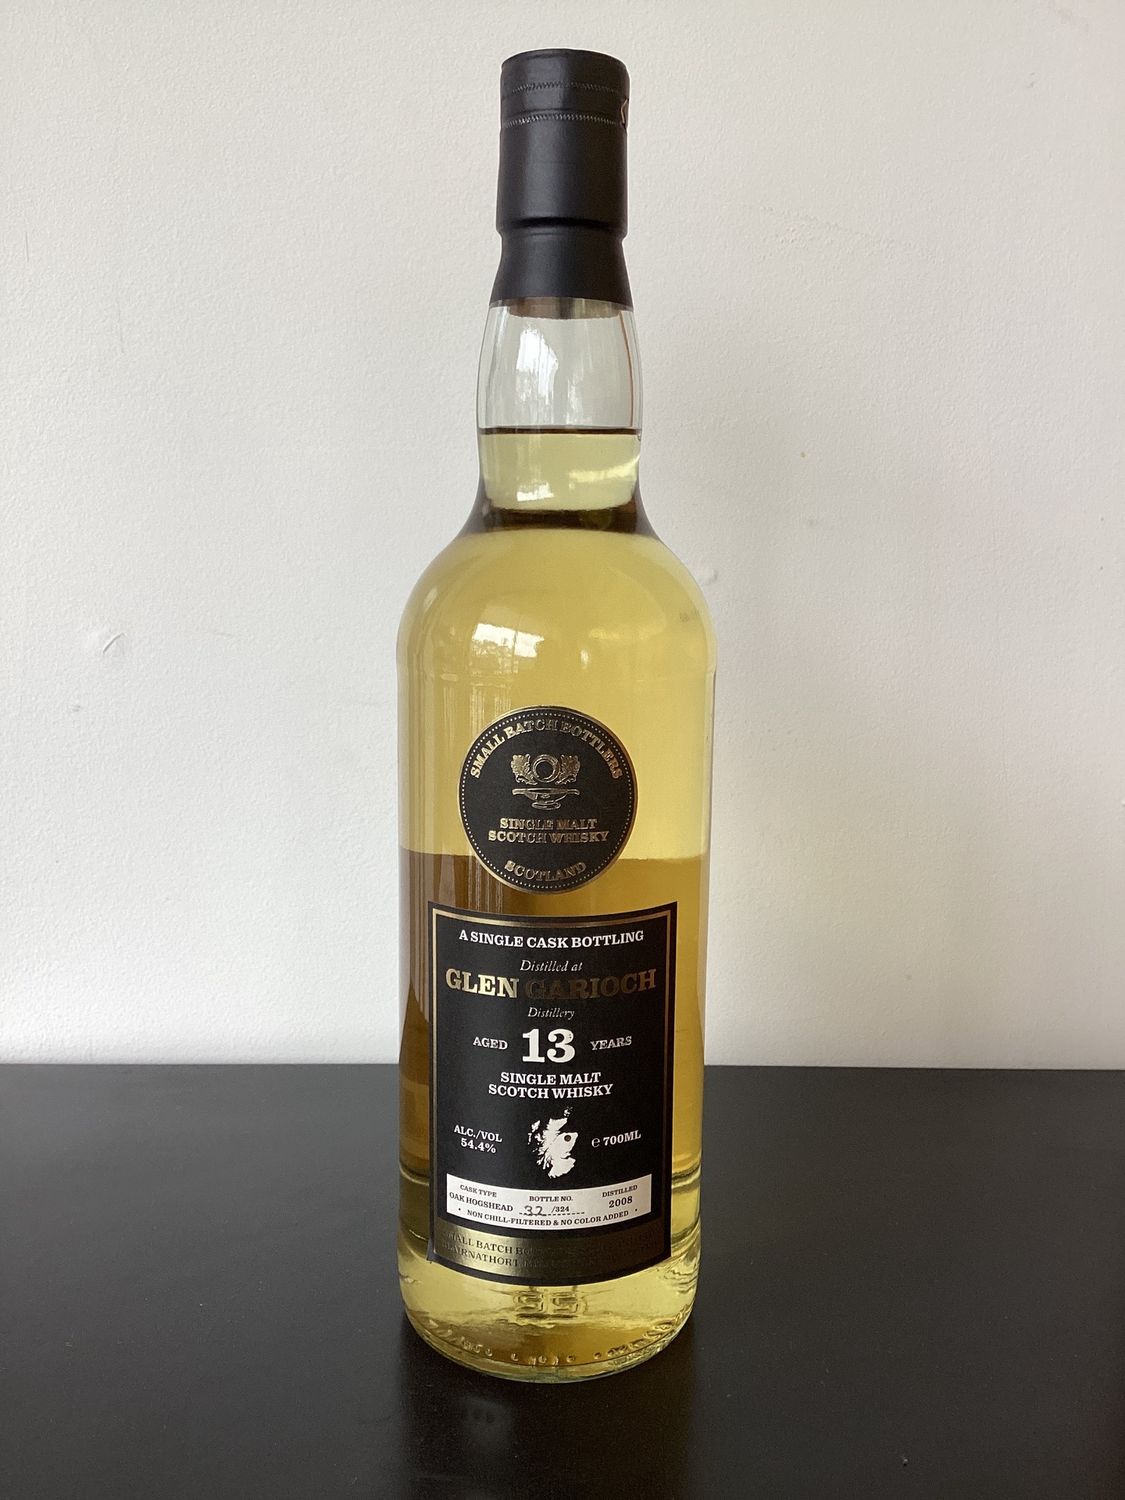 SMALL BATCH BOTTLERS
SINGLE MALT
SCOTCH WHISKY
SCOTLAND
A SINGLE CASK BOTTLING
Distilled at
GLEN GARIOCH
Distillery
AGED 13 YEARS
SINGLE MALT
SCOTCH WHISKY
ALC./VOL
54.4%
℮ 700ML
CASK TYPE
OAK HOGSHEAD
BOTTLE NO.
32 /324
DISTILLED
2008
• NON CHILL-FILTERED & NO COLOR ADDED •
SMALL BATCH